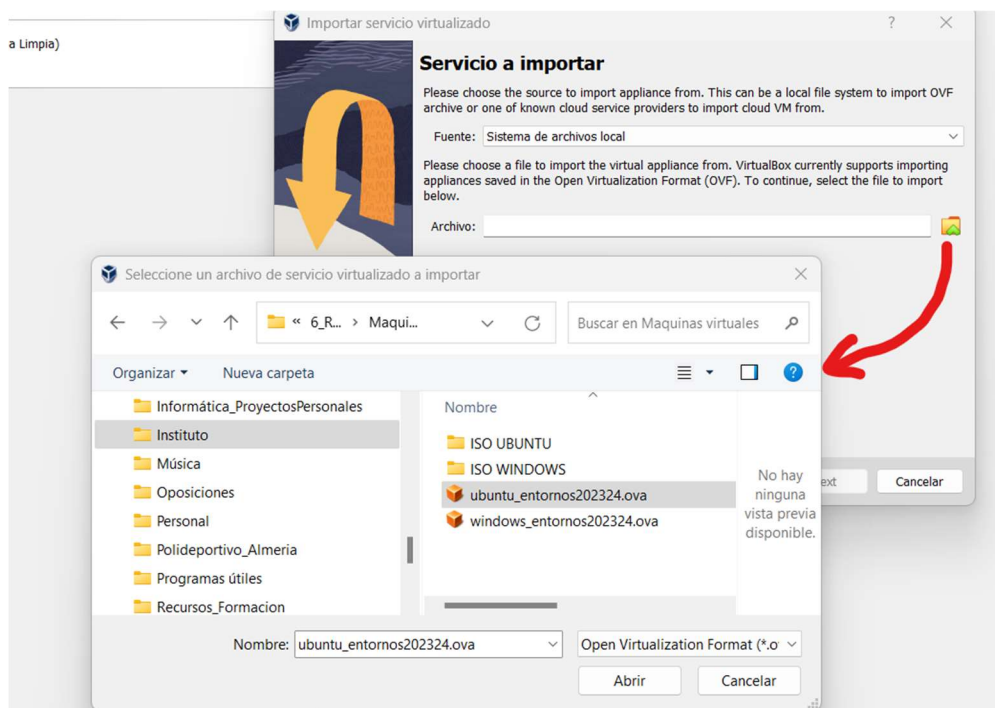 Importar servicio virtualizado
a Limpia)
Servicio a importar
Please choose the source to import appliance from. This can be a local file system to import OVF
archive or one of known cloud service providers to import cloud VM from.
Fuente: Sistema de archivos local
Please choose a file to import the virtual appliance from. VirtualBox currently supports importing
appliances saved in the Open Virtualization Format (OVF). To continue, select the file to import
below.
Archivo:
Seleccione un archivo de servicio virtualizado a importar
« 6_R... > Maqui...
Buscar en Maquinas virtuales
Organizar
Nueva carpeta
Informática_ProyectosPersonales
Instituto
Música
Oposiciones
Personal
Polideportivo_Almeria
Programas útiles
Recursos_Formacion
Nombre
ISO UBUNTU
ISO WINDOWS
ubuntu_entornos202324.ova
windows_entornos202324.ova
No hay
ninguna
vista previa
disponible.
ext
Cancelar
Nombre: ubuntu_entornos202324.ova
Open Virtualization Format (*.o
Abrir
Cancelar